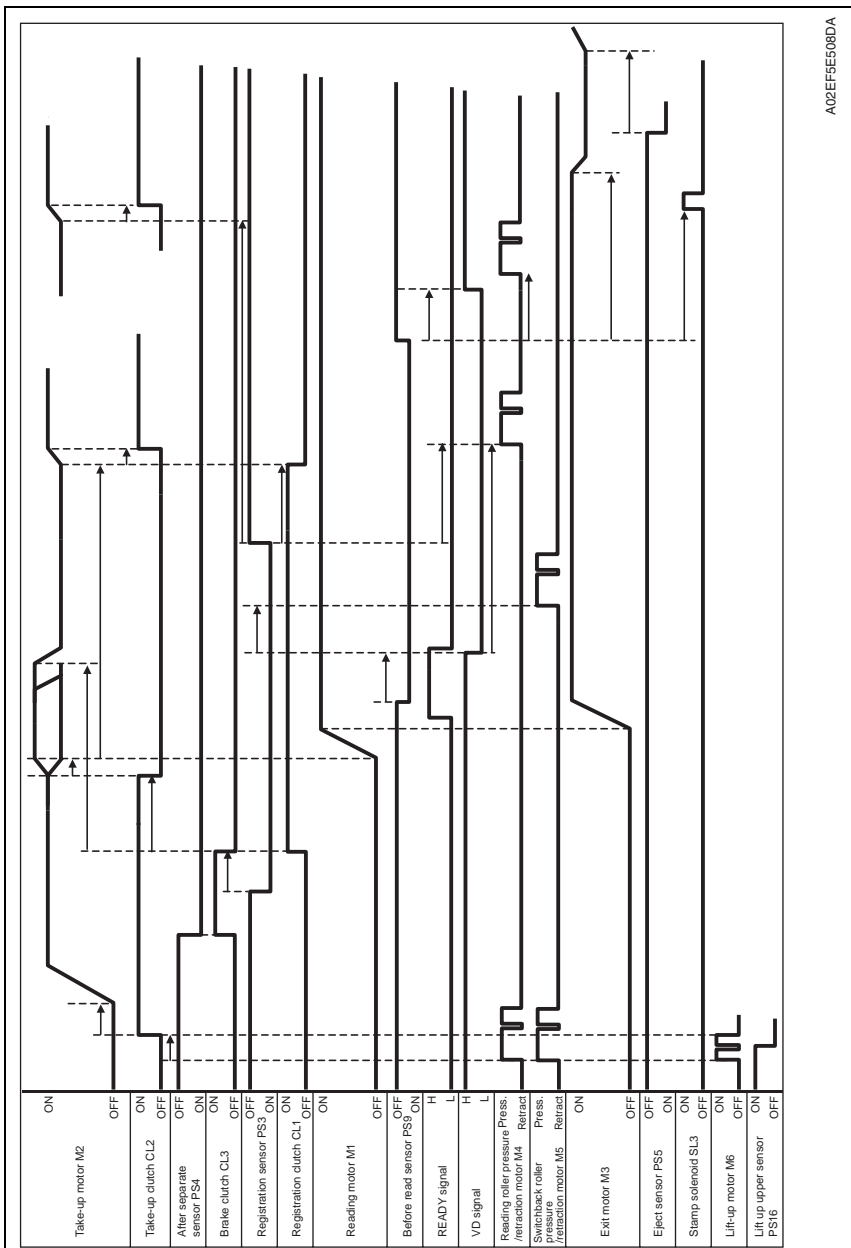 Take-up motor M2
ON
OFF
Take-up clutch CL2
ON
OFF
After separate
sensor PS4
OFF
ON
Brake clutch CL3
ON
OFF
Registration sensor PS3
OFF
ON
Registration clutch CL1
ON
OFF
Reading motor M1
ON
OFF
Before read sensor PS9
OFF
ON
READY signal
H
L
VD signal
H
L
Reading roller pressure
/retraction motor M4
Press.
Retract
Switchback roller
pressure
/retraction motor M5
Press.
Retract
Exit motor M3
ON
OFF
Eject sensor PS5
OFF
ON
Stamp solenoid SL3
ON
OFF
Lift-up motor M6
ON
OFF
Lift up upper sensor
PS16
ON
OFF
A02EF5E508DA